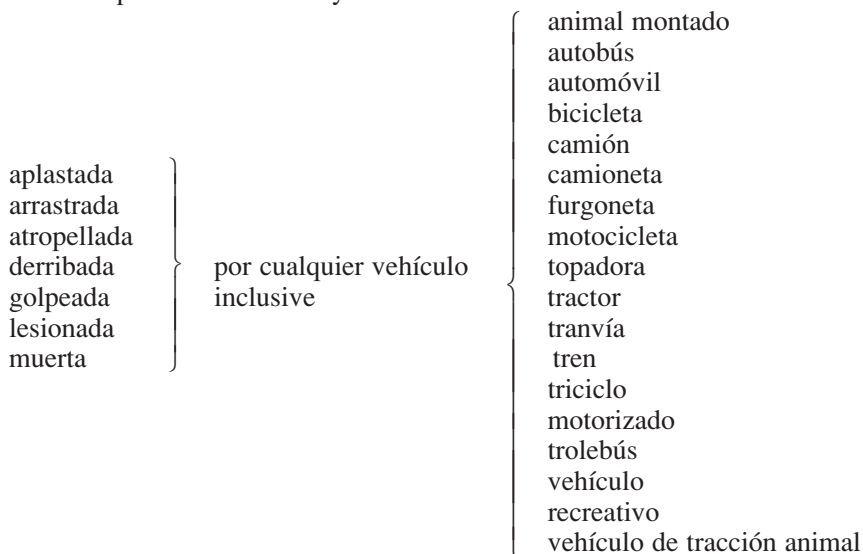 aplastada
arrastrada
atropellada
derribada
golpeada
lesionada
muerta
por cualquier vehículo
inclusive
animal montado
autobús
automóvil
bicicleta
camión
camioneta
furgoneta
motocicleta
topadora
tractor
tranvía
tren
triciclo
motorizado
trolebús
vehículo
recreativo
vehículo de tracción animal